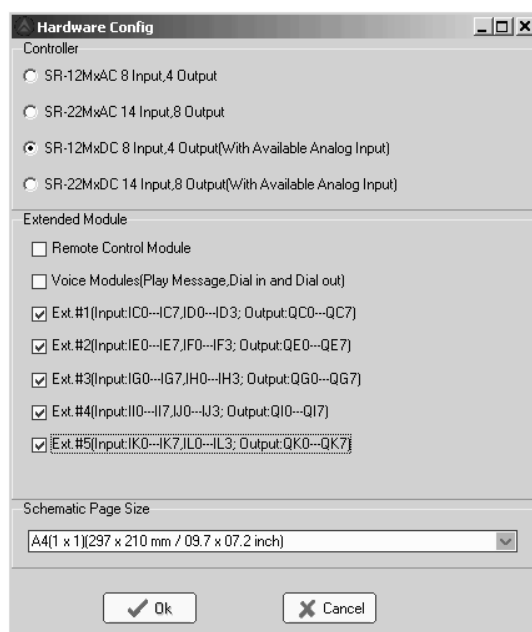 Hardware Config
Controller
SR-12MxAC 8 Input,4 Output
SR-22MxAC 14 Input,8 Output
SR-12MxDC 8 Input,4 Output(With Available Analog Input)
SR-22MxDC 14 Input,8 Output(With Available Analog Input)
Extended Module
Remote Control Module
Voice Modules(Play Message,Dial in and Dial out)
Ext.#1(Input:IC0---IC7,ID0---ID3; Output:QC0---QC7)
Ext.#2(Input:IE0---IE7,IF0---IF3; Output:QE0---QE7)
Ext.#3(Input:IG0---IG7,IH0---IH3; Output:QG0---QG7)
Ext.#4(Input:II0---II7,IJ0---IJ3; Output:QI0---QI7)
Ext.#5(Input:IK0---IK7,IL0---IL3; Output:QK0---QK7)
Schematic Page Size
A4(1 x 1)(297 x 210 mm / 09.7 x 07.2 inch)
Ok
Cancel